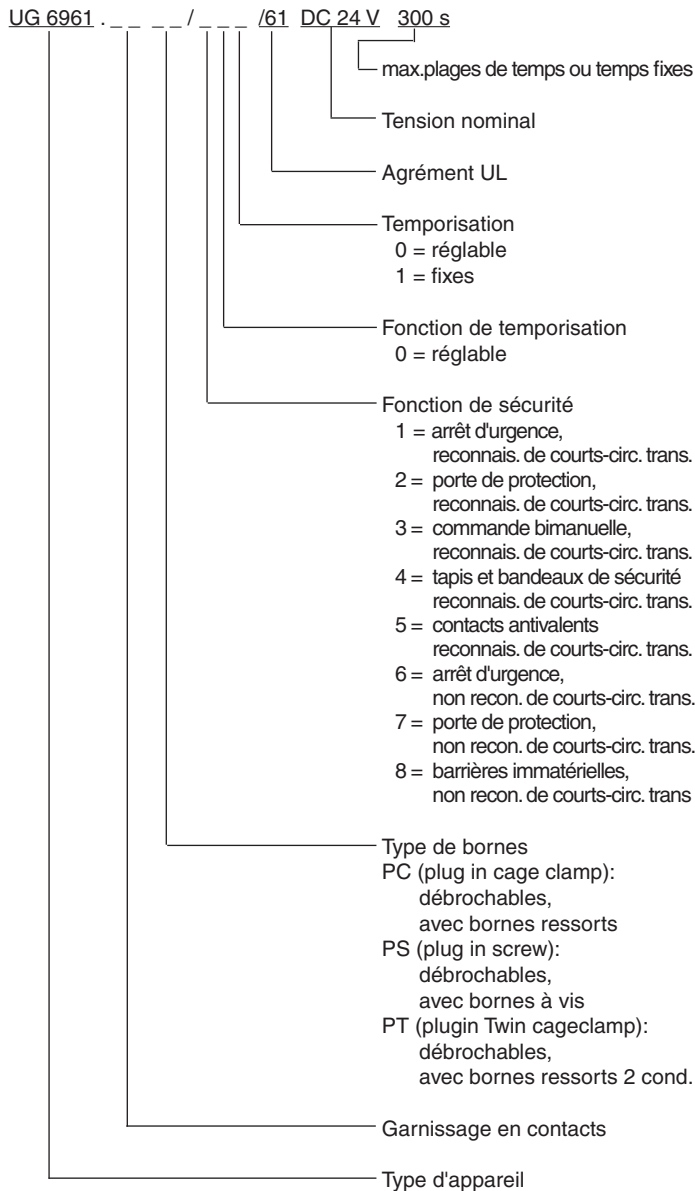 UG 6961 . _ _ _ _ / _ _ _ /61 DC 24 V 300 s
max.plages de temps ou temps fixes
Tension nominal
Agrément UL
Temporisation
0 = réglable
1 = fixes
Fonction de temporisation
0 = réglable
Fonction de sécurité
1 = arrêt d'urgence,
reconnais. de courts-circ. trans.
2 = porte de protection,
reconnais. de courts-circ. trans.
3 = commande bimanuelle,
reconnais. de courts-circ. trans.
4 = tapis et bandeaux de sécurité
reconnais. de courts-circ. trans.
5 = contacts antivalents
reconnais. de courts-circ. trans.
6 = arrêt d'urgence,
non recon. de courts-circ. trans.
7 = porte de protection,
non recon. de courts-circ. trans.
8 = barrières immatérielles,
non recon. de courts-circ. trans
Type de bornes
PC (plug in cage clamp):
débrochables,
avec bornes ressorts
PS (plug in screw):
débrochables,
avec bornes à vis
PT (plugin Twin cageclamp):
débrochables,
avec bornes ressorts 2 cond.
Garnissage en contacts
Type d'appareil